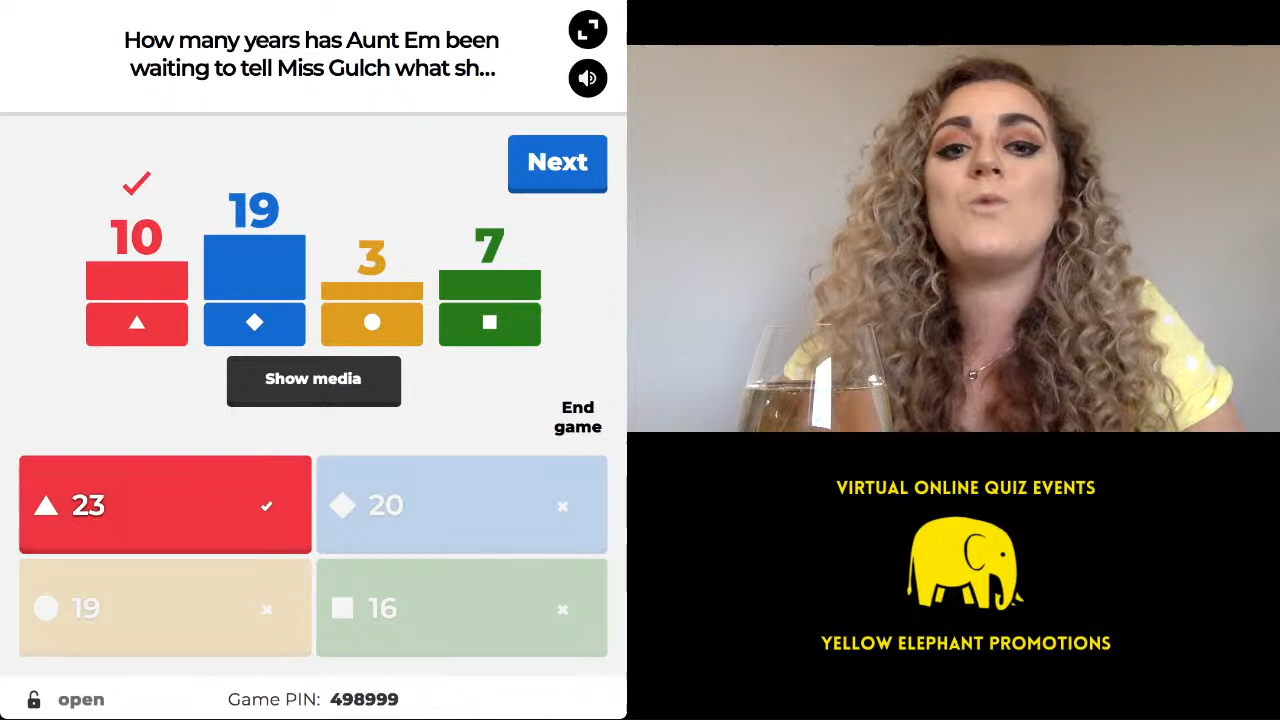 How many years has Aunt Em been
waiting to tell Miss Gulch what sh...
Next
10
19
3
7
Show media
End
game
23
20
19
16
open
Game PIN: 498999
VIRTUAL ONLINE QUIZ EVENTS
YELLOW ELEPHANT PROMOTIONS